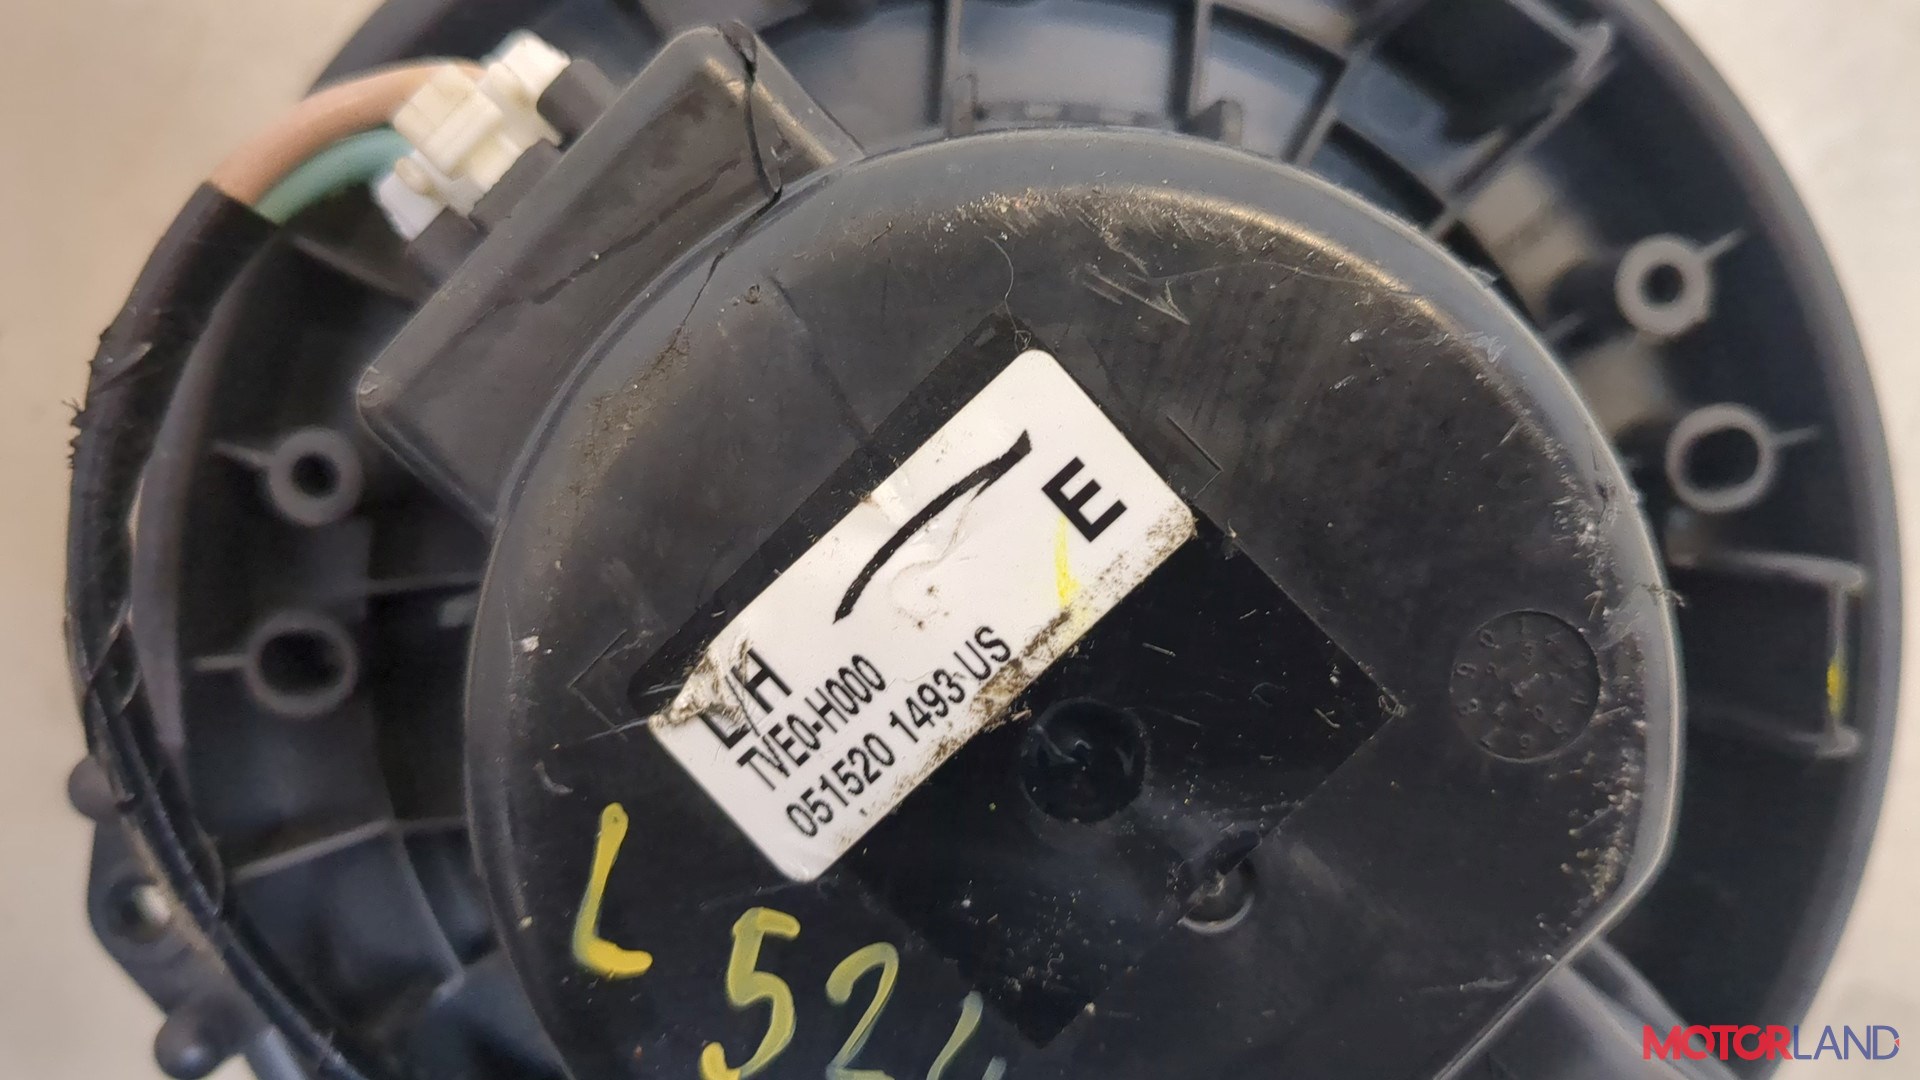 E
L/H
TVE0-H000
051520 1493 US
L
52
MOTORLAND